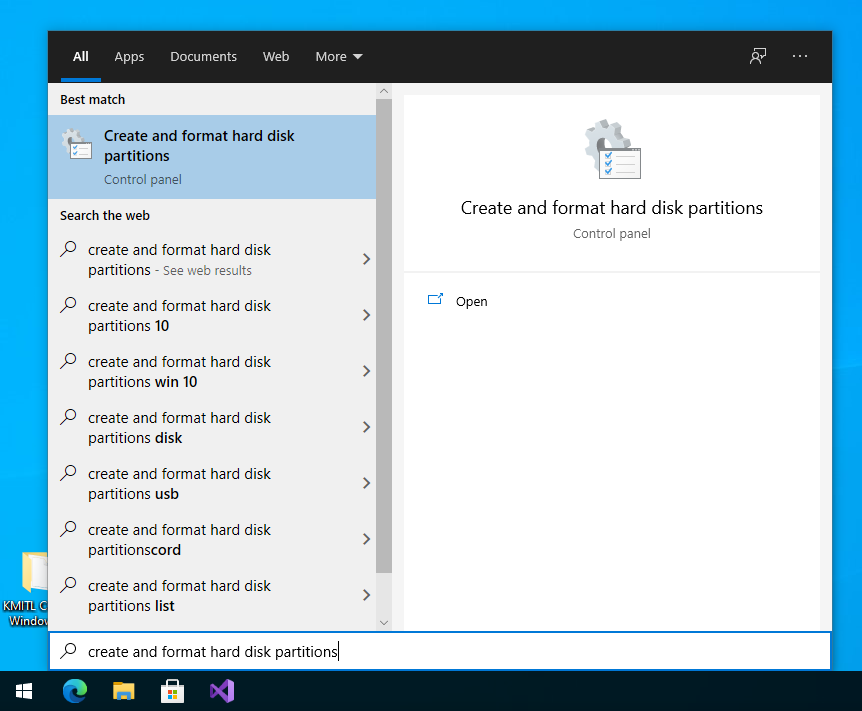 All Apps Documents Web More
Best match
Create and format hard disk
partitions
Control panel
Search the web
create and format hard disk
partitions - See web results
create and format hard disk
partitions 10
create and format hard disk
partitions win 10
create and format hard disk
partitions disk
create and format hard disk
partitions usb
create and format hard disk
partitionscord
create and format hard disk
partitions list
Create and format hard disk partitions
Control panel
Open
KMITL C
Window
create and format hard disk partitions